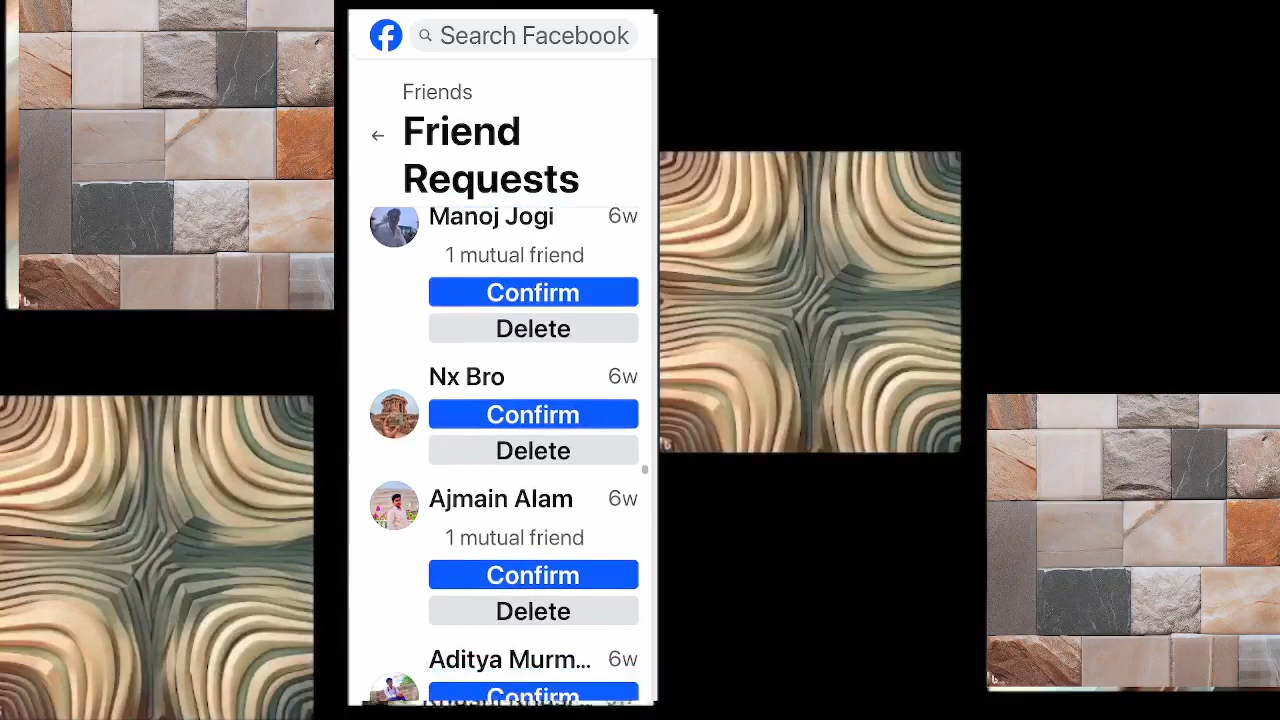 Search Facebook
Friends
Friend
Requests
Manoj Jogi 6w
1 mutual friend
Confirm
Delete
Nx Bro 6w
Confirm
Delete
Ajmain Alam 6w
1 mutual friend
Confirm
Delete
Aditya Murm... 6w
Confirm